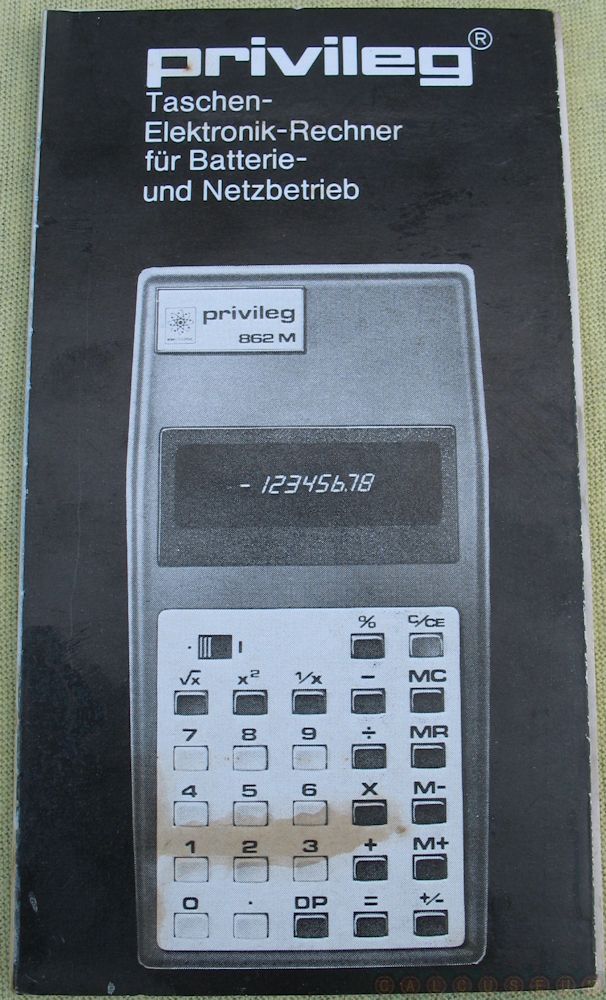 privileg®
Taschen-
Elektronik-Rechner
für Batterie-
und Netzbetrieb
privileg
862 M
- 123456.78
% C/CE
√x x² 1/x - MC
7 8 9 ÷ MR
4 5 6 X M-
1 2 3 + M+
0 . DP = +/-
CALCUSEUM